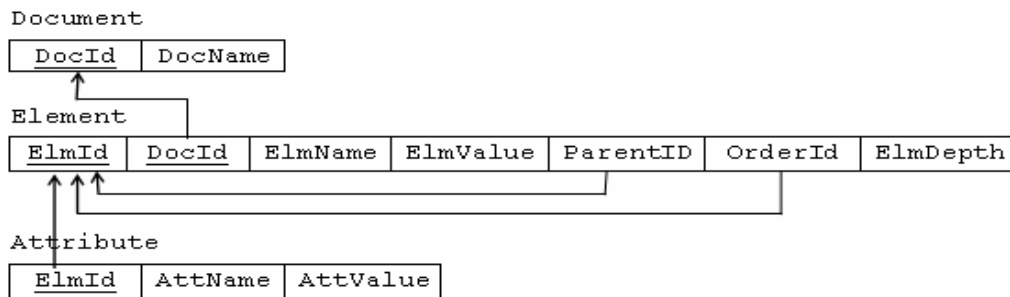 Document
DocId DocName
Element
ElmId DocId ElmName ElmValue ParentID OrderId ElmDepth
Attribute
ElmId AttName AttValue